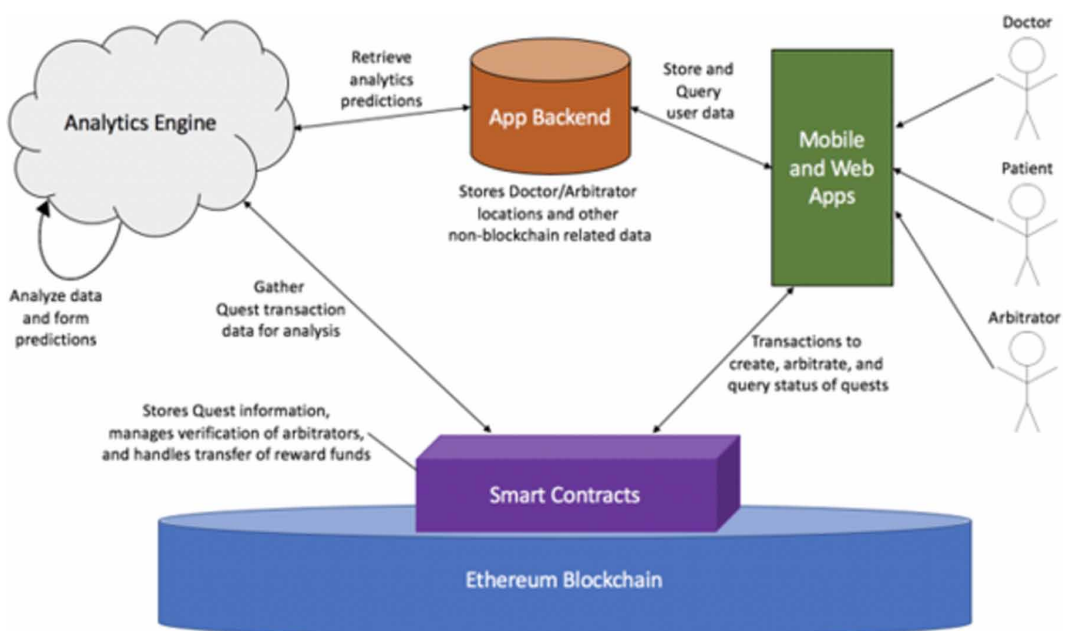 Doctor
Retrieve
analytics
predictions
Store and
Query
user data
Analytics Engine
App Backend
Mobile
and Web
Apps
Patient
Stores Doctor/Arbitrator
locations and other
non-blockchain related data
Analyze data
and form
predictions
Gather
Quest transaction
data for analysis
Arbitrator
Transactions to
create, arbitrate, and
query status of quests
Stores Quest information,
manages verification of arbitrators,
and handles transfer of reward funds
Smart Contracts
Ethereum Blockchain